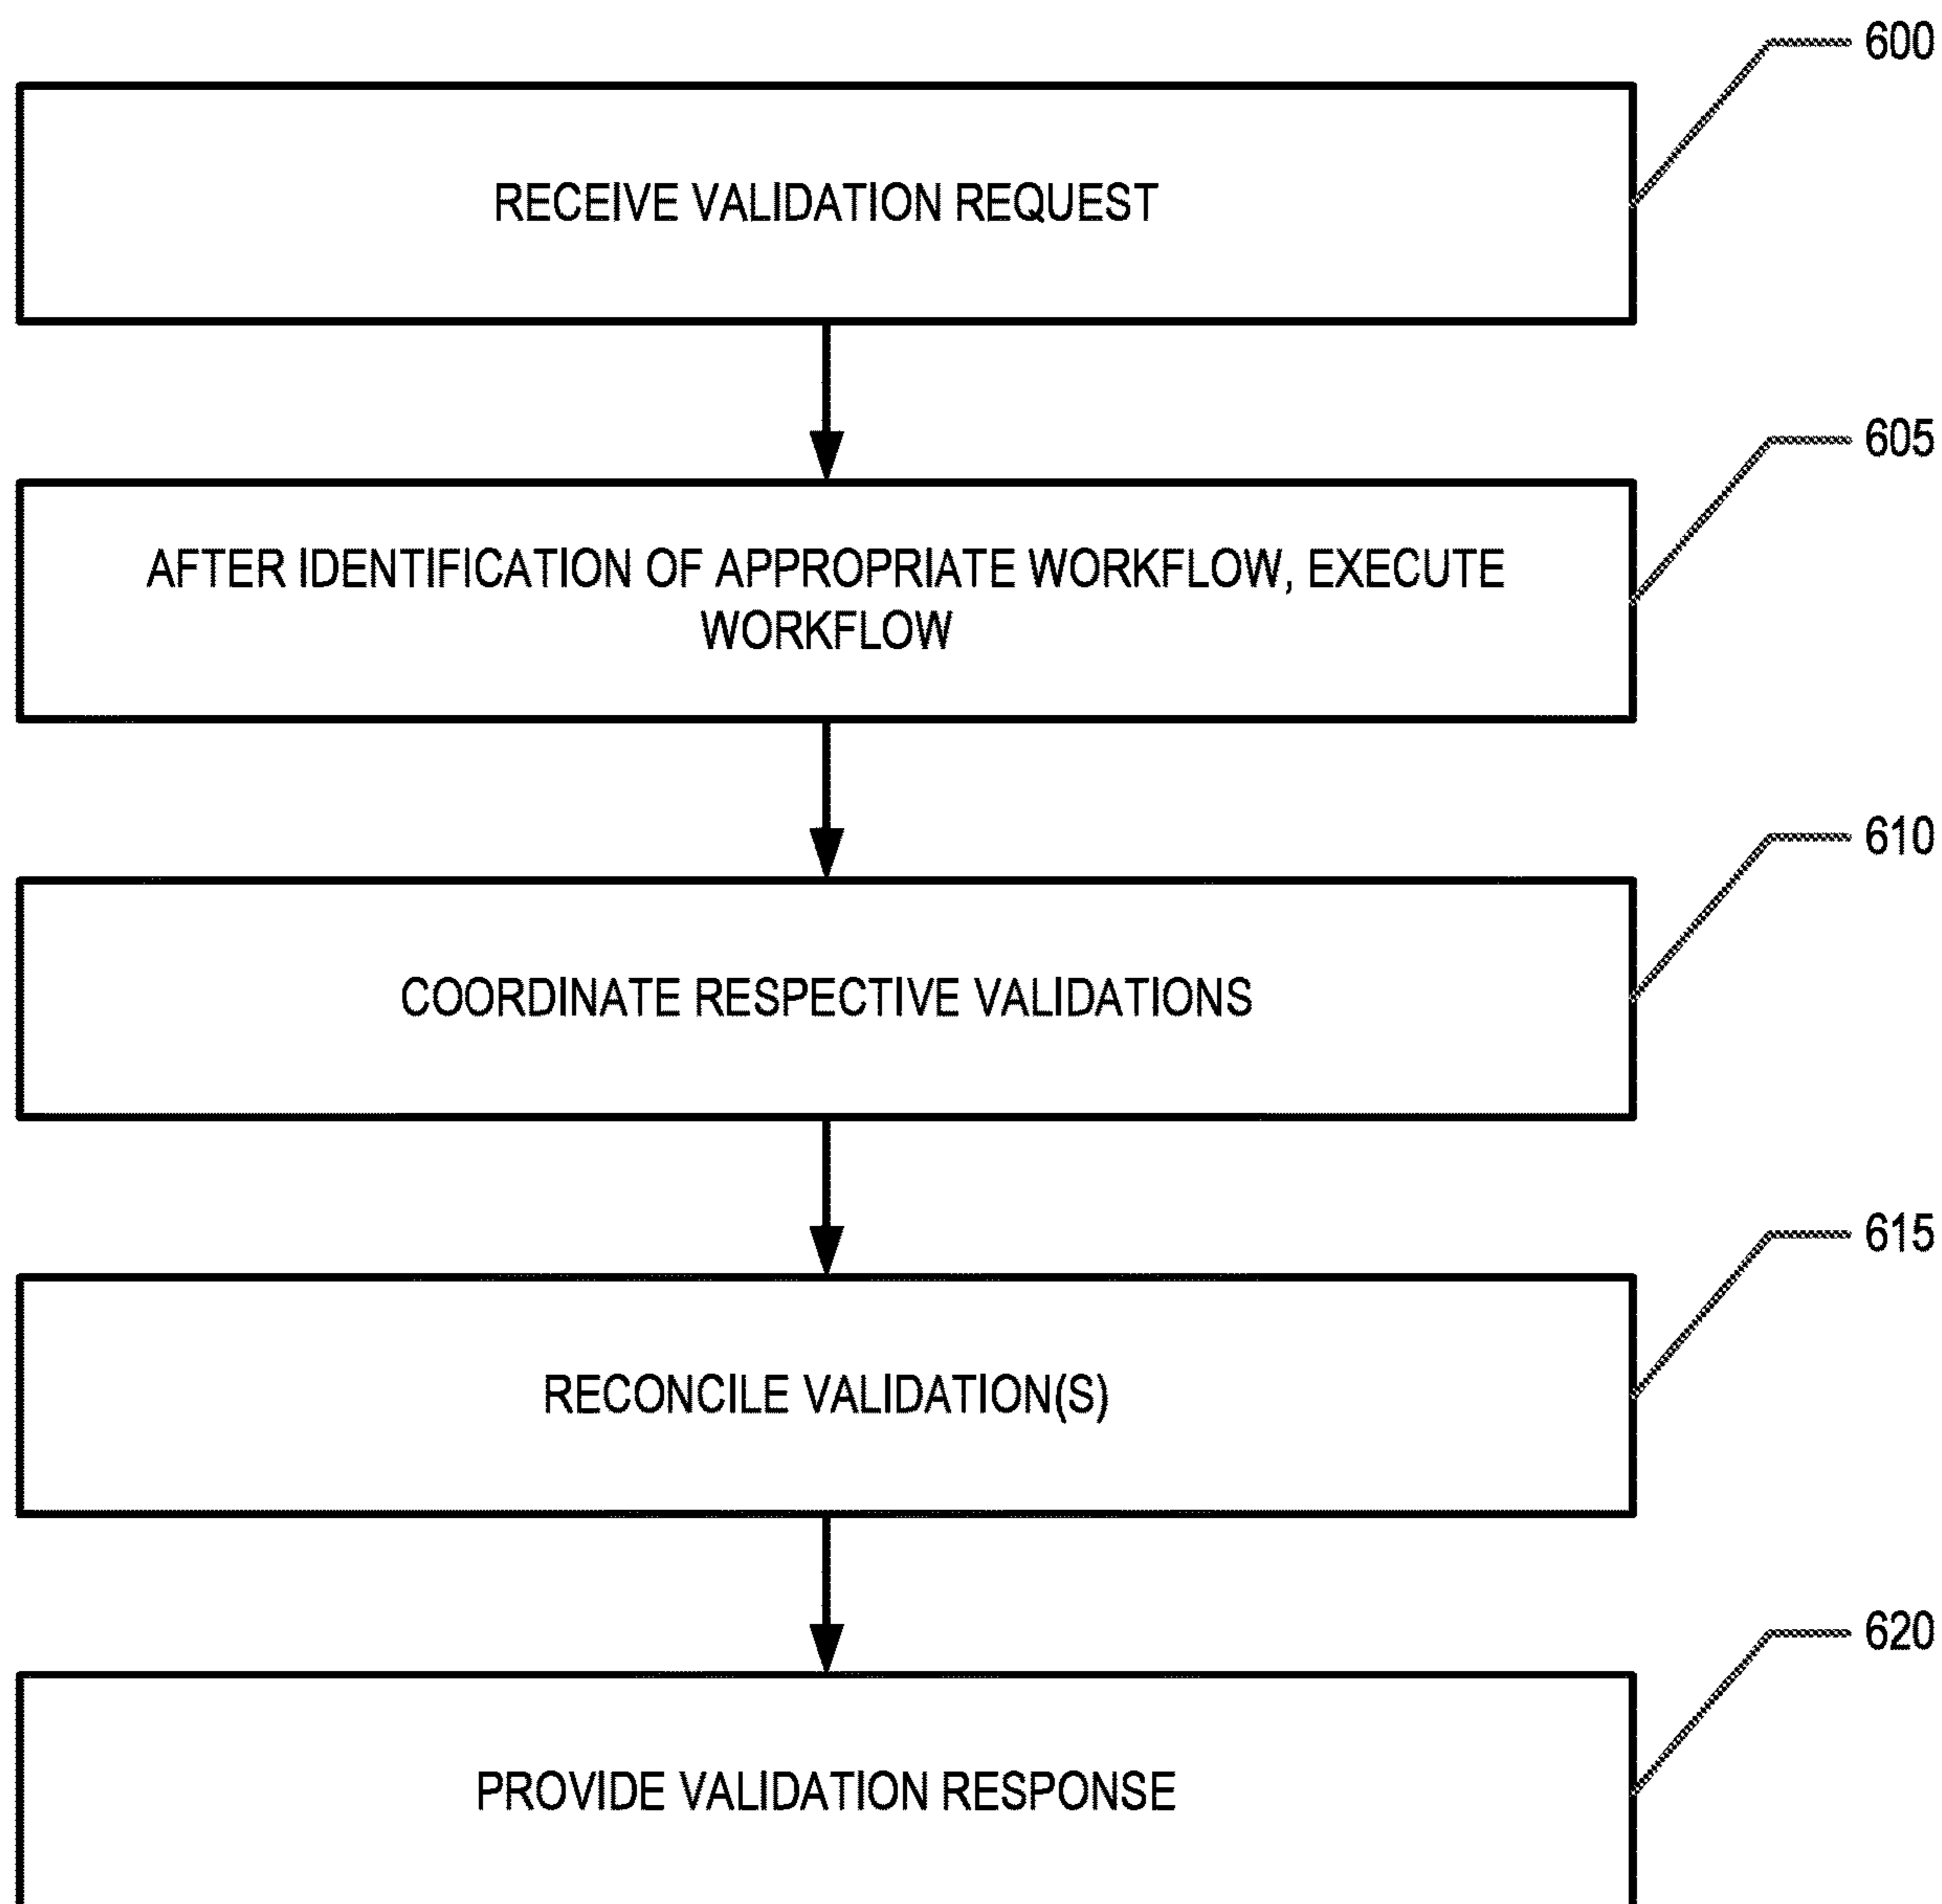 600
RECEIVE VALIDATION REQUEST
605
AFTER IDENTIFICATION OF APPROPRIATE WORKFLOW, EXECUTE
WORKFLOW
610
COORDINATE RESPECTIVE VALIDATIONS
615
RECONCILE VALIDATION(S)
620
PROVIDE VALIDATION RESPONSE